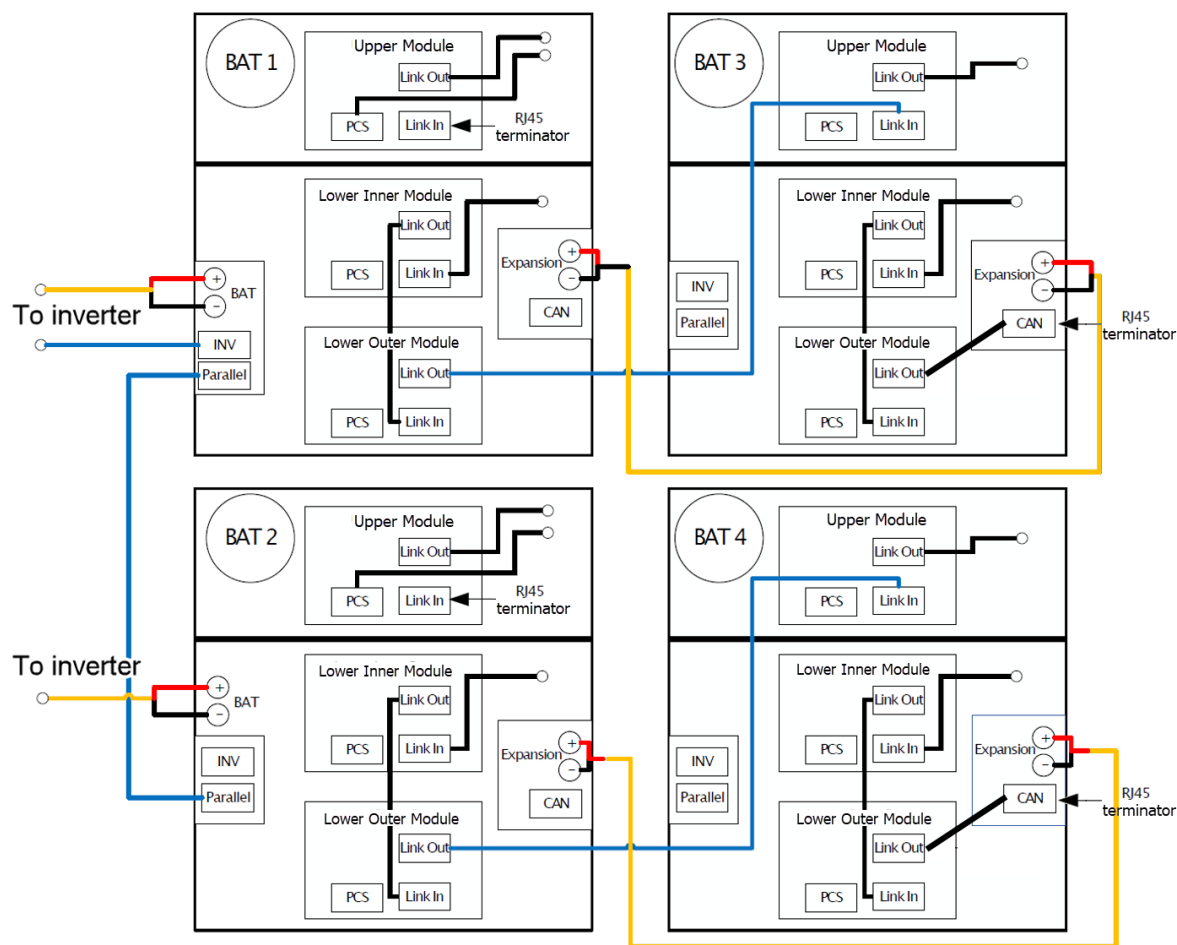 BAT 1
Upper Module
Link Out
PCS
Link In
RJ45
terminator
Lower Inner Module
Link Out
PCS
Link In
Expansion
+
−
CAN
+
−
BAT
To inverter
INV
Parallel
Lower Outer Module
Link Out
PCS
Link In
BAT 3
Upper Module
Link Out
PCS
Link In
Lower Inner Module
Link Out
PCS
Link In
INV
Parallel
Expansion
+
−
CAN
RJ45
terminator
Lower Outer Module
Link Out
PCS
Link In
BAT 2
Upper Module
Link Out
PCS
Link In
RJ45
terminator
To inverter
+
−
BAT
INV
Parallel
Lower Inner Module
Link Out
PCS
Link In
Expansion
+
−
CAN
Lower Outer Module
Link Out
PCS
Link In
BAT 4
Upper Module
Link Out
PCS
Link In
Lower Inner Module
Link Out
PCS
Link In
INV
Parallel
Expansion
+
−
CAN
RJ45
terminator
Lower Outer Module
Link Out
PCS
Link In